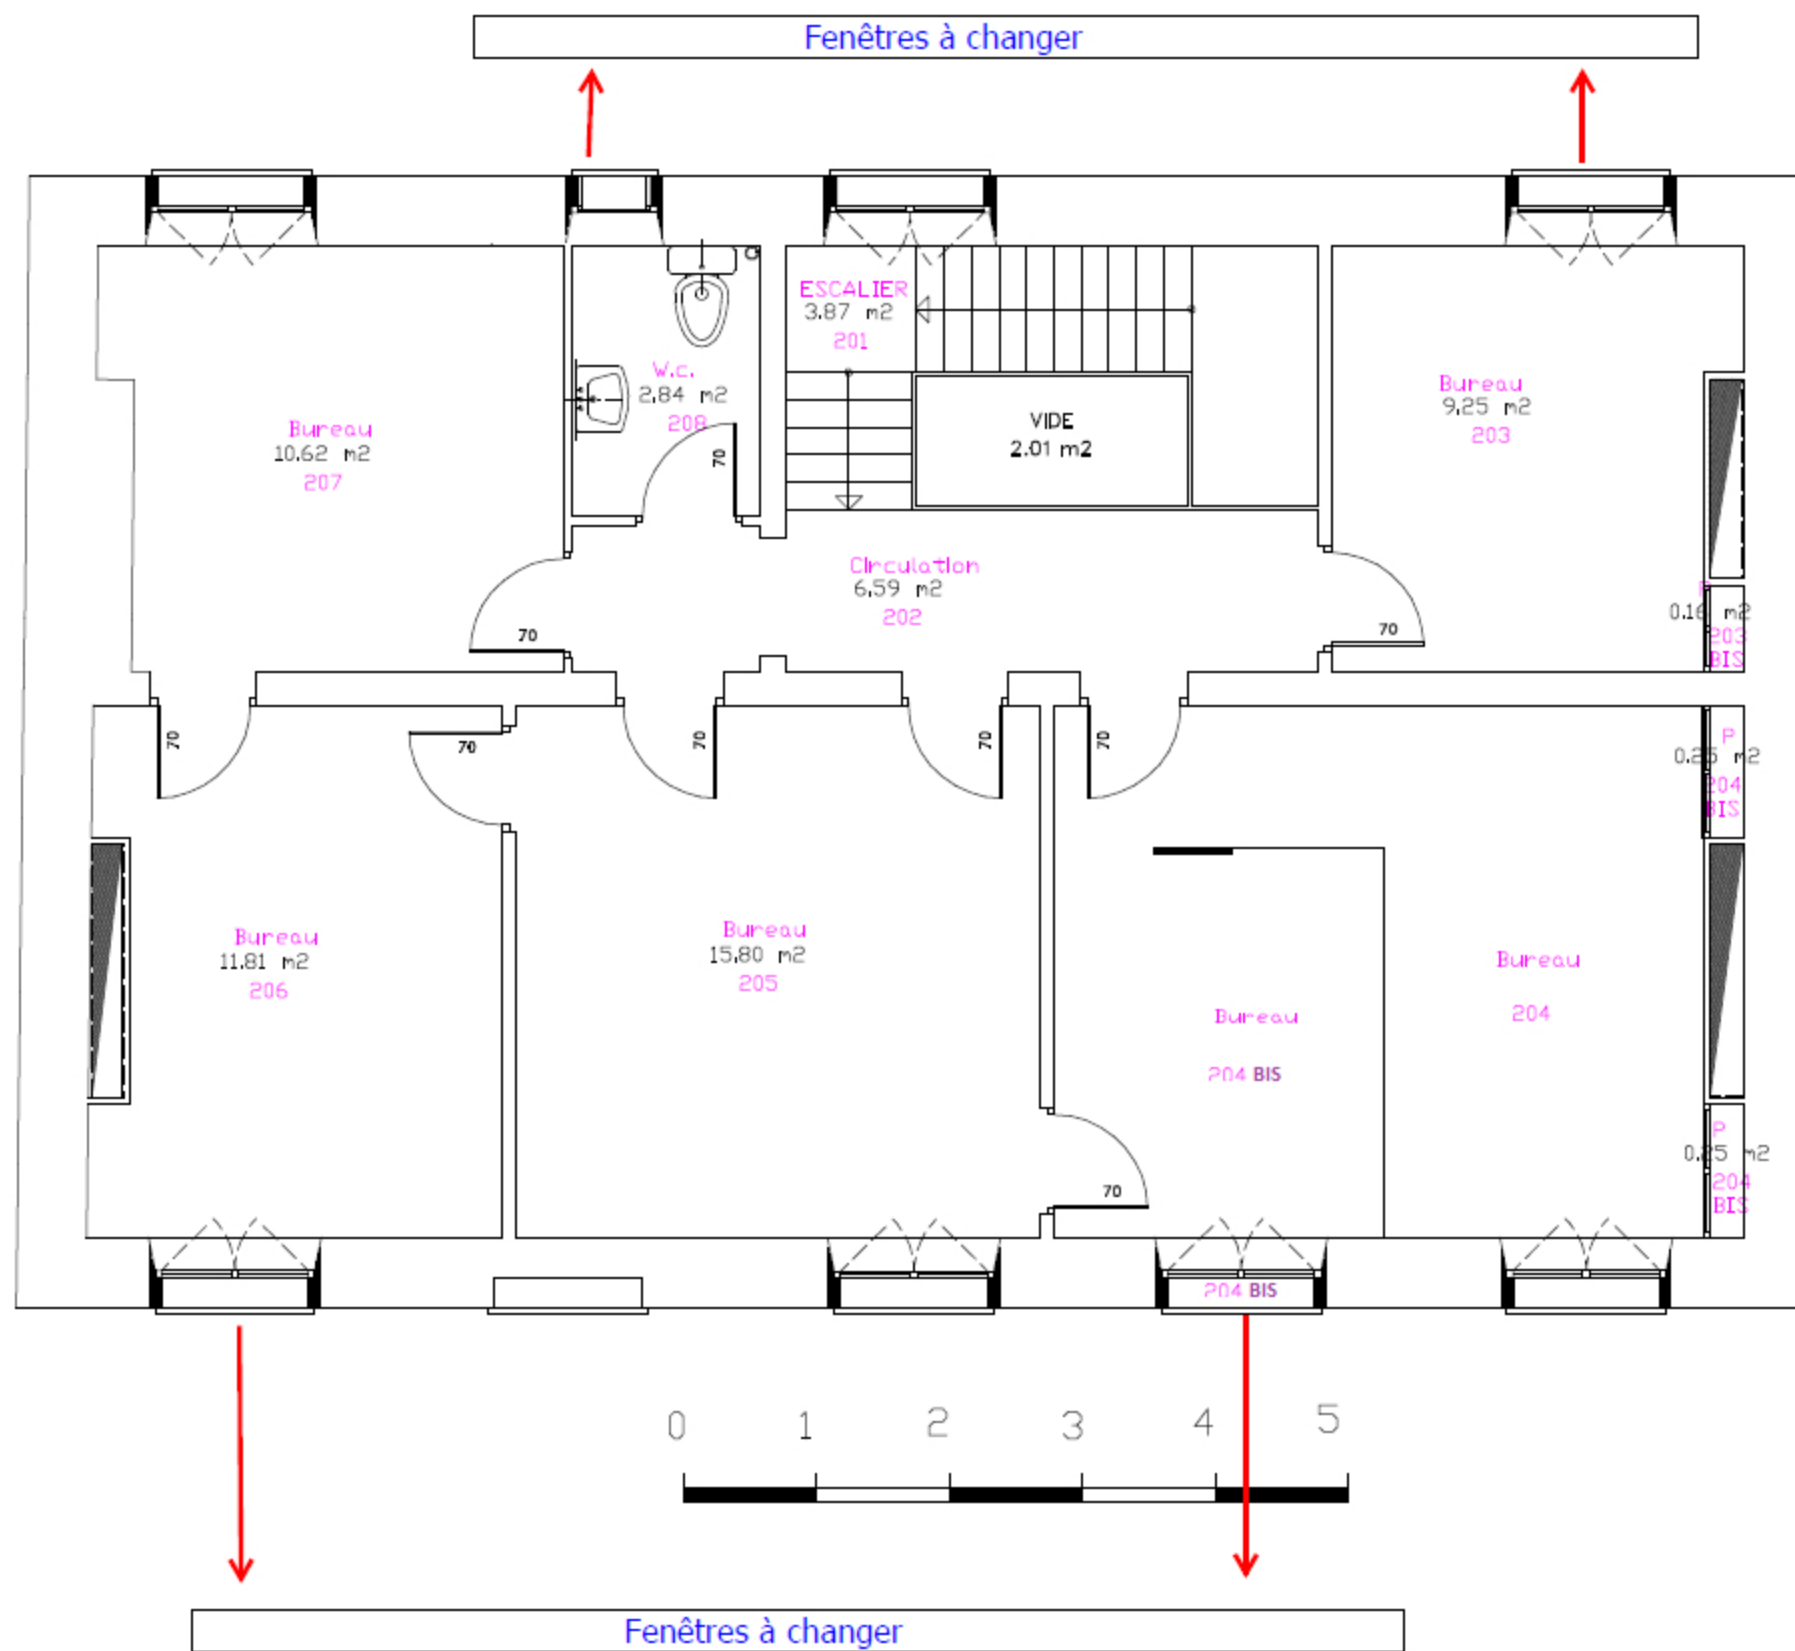 Fenêtres à changer
ESCALIER
3.87 m2
201
W.c.
2.84 m2
208
70
VIDE
2.01 m2
Bureau
9.25 m2
203
Bureau
10.62 m2
207
Circulation
6.59 m2
202
70
70
P
0.16 m2
203
BIS
70
70
70
70
70
P
0.25 m2
204
BIS
Bureau
11.81 m2
206
Bureau
15.80 m2
205
Bureau
204
Bureau
204 BIS
P
0.25 m2
204
BIS
70
204 BIS
0 1 2 3 4 5
Fenêtres à changer